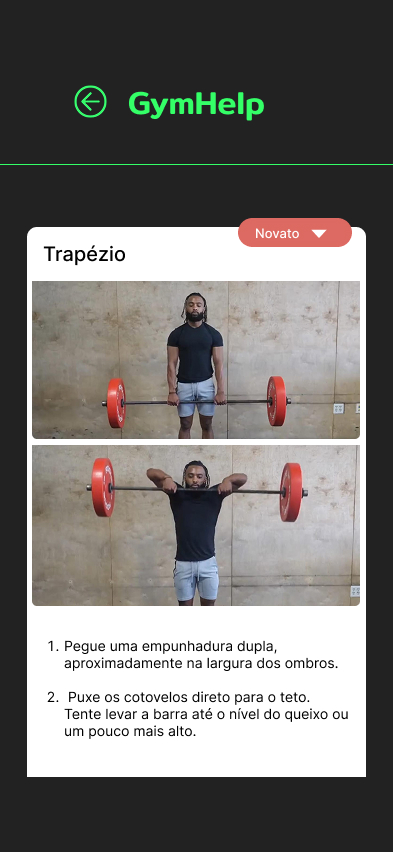 GymHelp
Novato
Trapézio
1. Pegue uma empunhadura dupla,
aproximadamente na largura dos ombros.
2. Puxe os cotovelos direto para o teto.
Tente levar a barra até o nível do queixo ou
um pouco mais alto.